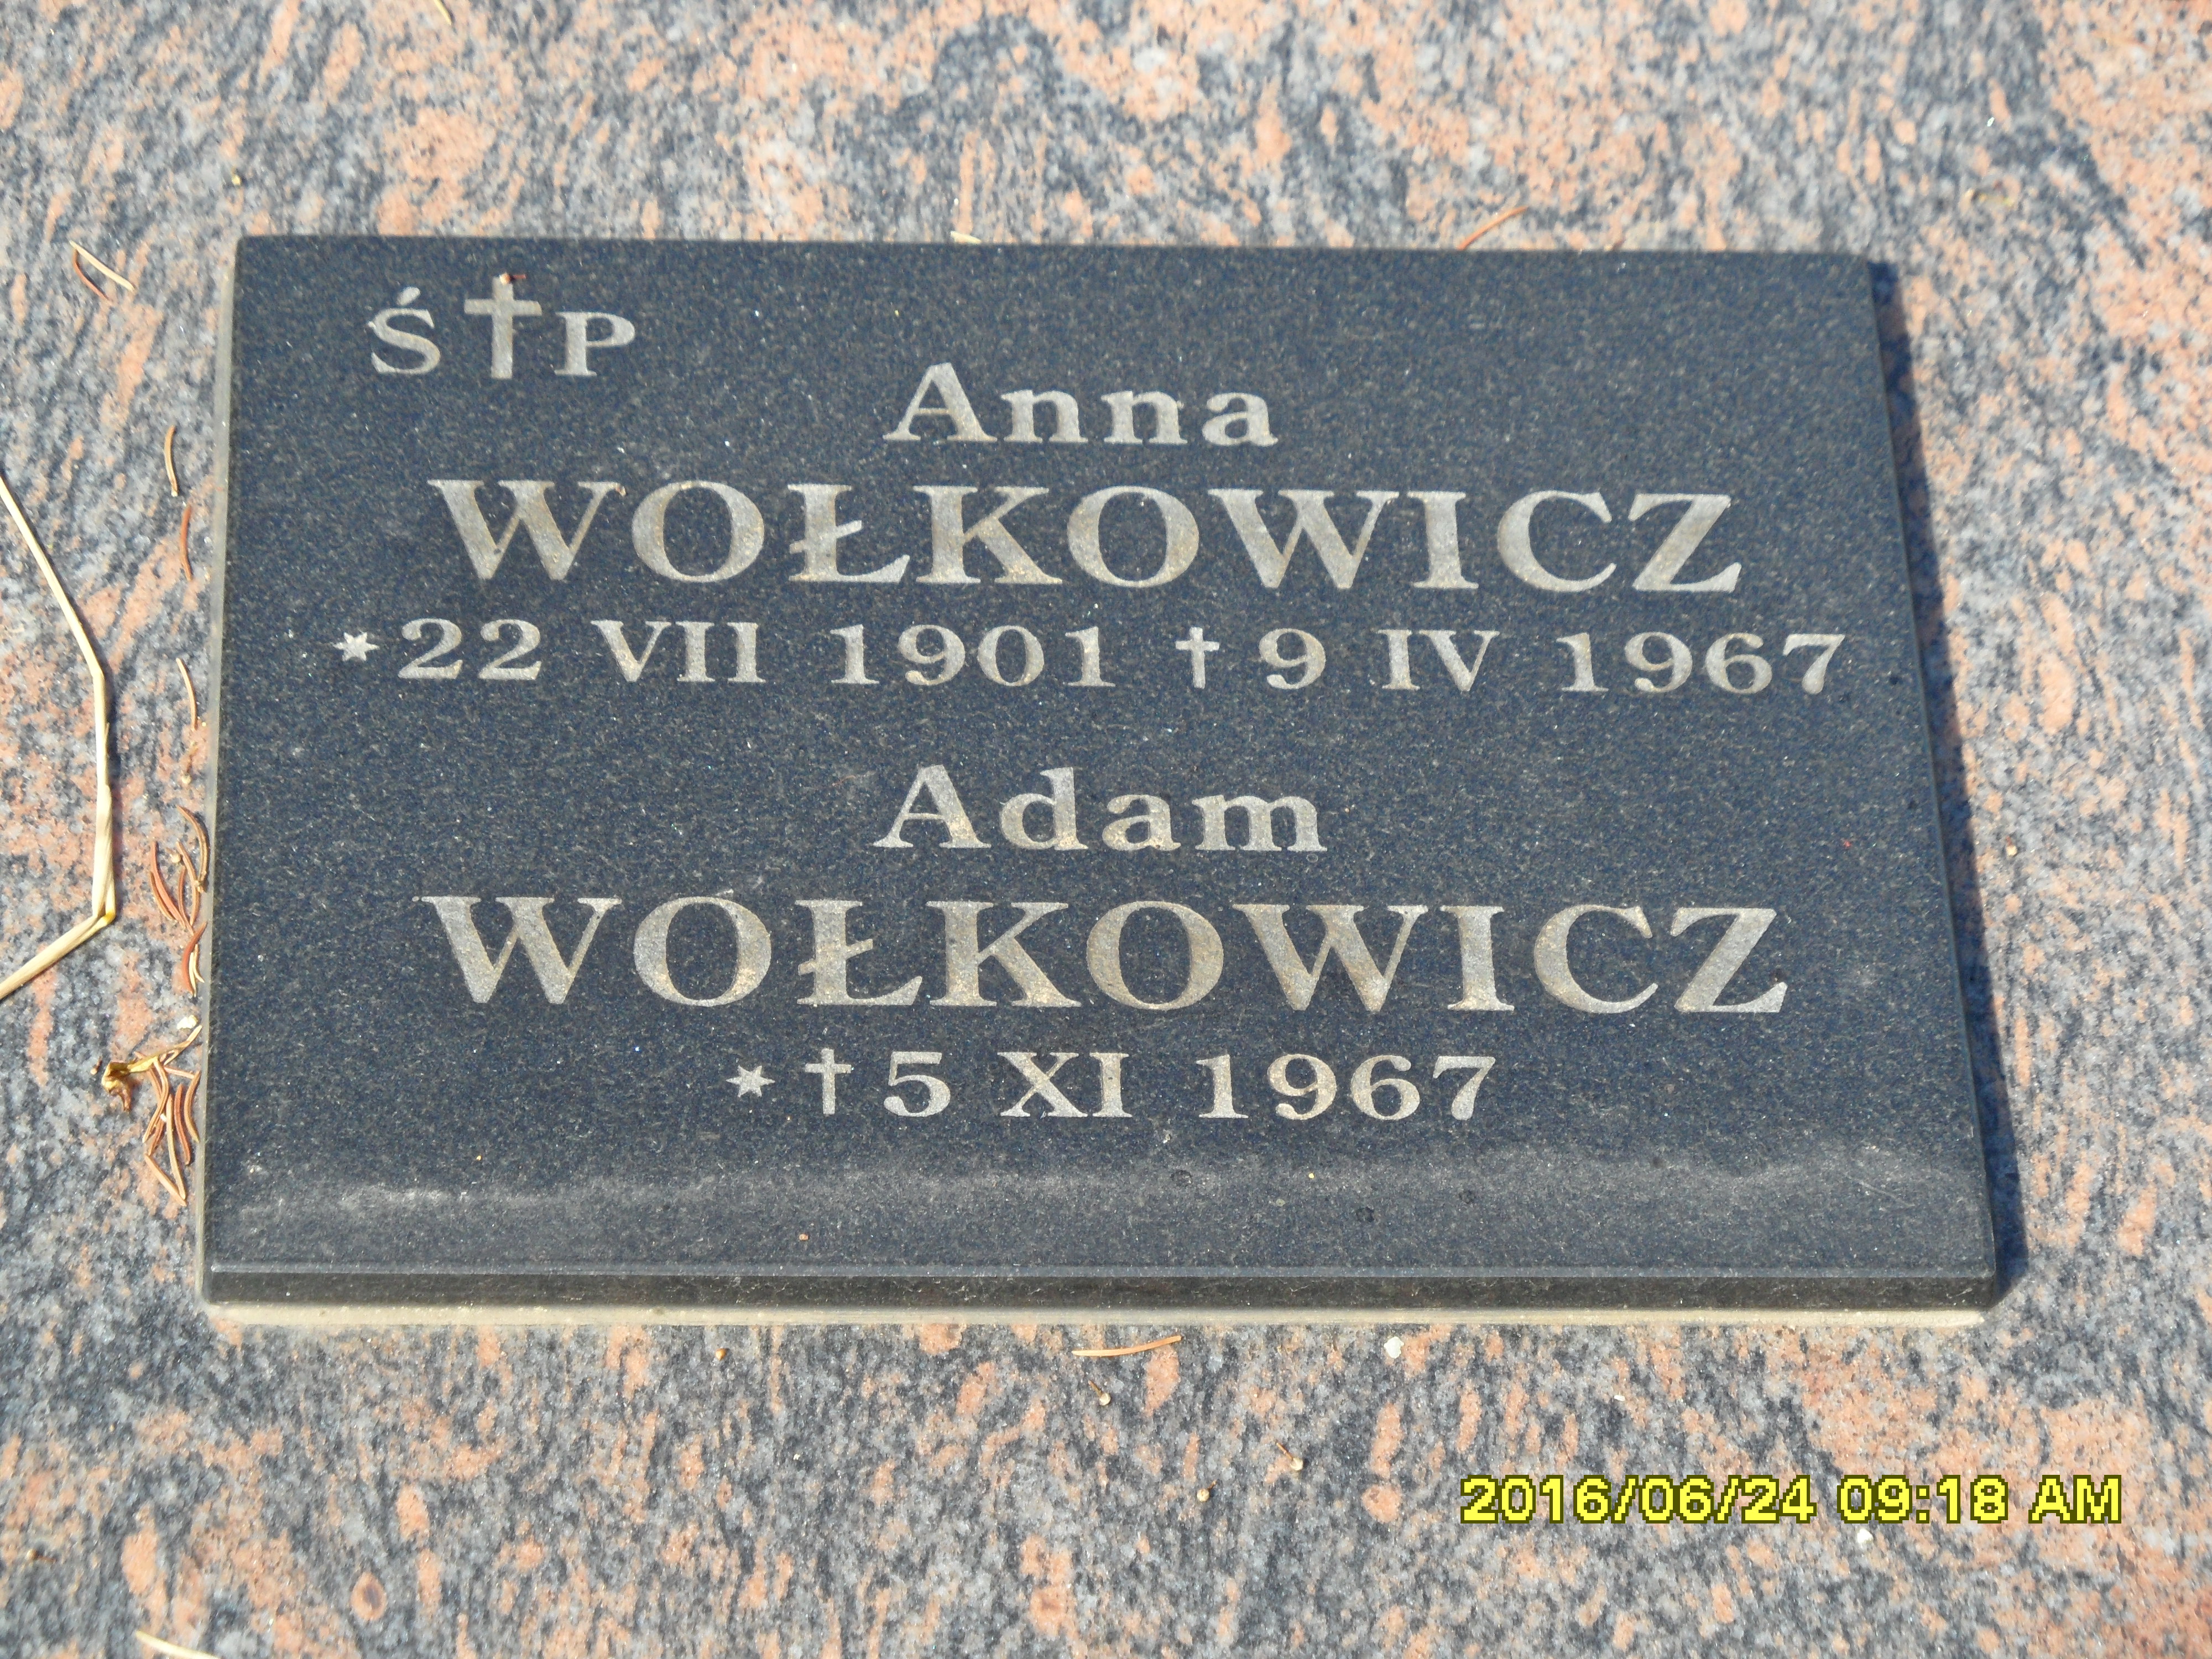 Ś✝P
Anna
WOŁKOWICZ
*22 VII 1901 ✝9 IV 1967
Adam
WOŁKOWICZ
*✝5 XI 1967
2016/06/24 09:18 AM